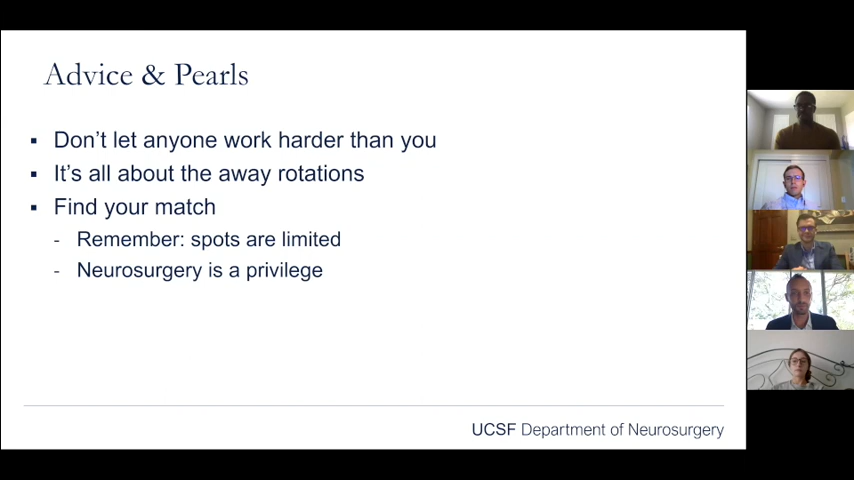 Advice & Pearls
▪ Don't let anyone work harder than you
▪ It's all about the away rotations
▪ Find your match
- Remember: spots are limited
- Neurosurgery is a privilege
UCSF Department of Neurosurgery